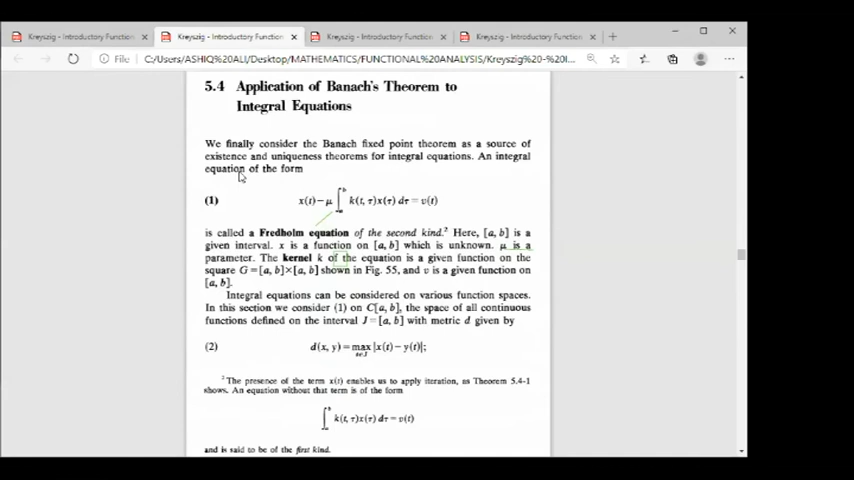 Kreyszig - Introductory Function
Kreyszig - Introductory Function
Kreyszig - Introductory Function
Kreyszig - Introductory Function
File
C:/Users/ASHIQ%20ALI/Desktop/MATHEMATICS/FUNCTIONAL%20ANALYSIS/Kreyszig%20-%20I...
5.4 Application of Banach's Theorem to
Integral Equations
We finally consider the Banach fixed point theorem as a source of
existence and uniqueness theorems for integral equations. An integral
equation of the form
(1) x(t)−μ ∫ₐᵇ k(t, τ)x(τ) dτ = v(t)
is called a Fredholm equation of the second kind.² Here, [a, b] is a
given interval. x is a function on [a, b] which is unknown. μ is a
parameter. The kernel k of the equation is a given function on the
square G=[a, b]×[a, b] shown in Fig. 55, and v is a given function on
[a, b].
Integral equations can be considered on various function spaces.
In this section we consider (1) on C[a, b], the space of all continuous
functions defined on the interval J=[a, b] with metric d given by
(2) d(x, y) = max |x(t)−y(t)|;
t∈J
² The presence of the term x(t) enables us to apply iteration, as Theorem 5.4-1
shows. An equation without that term is of the form
∫ₐᵇ k(t, τ)x(τ) dτ = v(t)
and is said to be of the first kind.